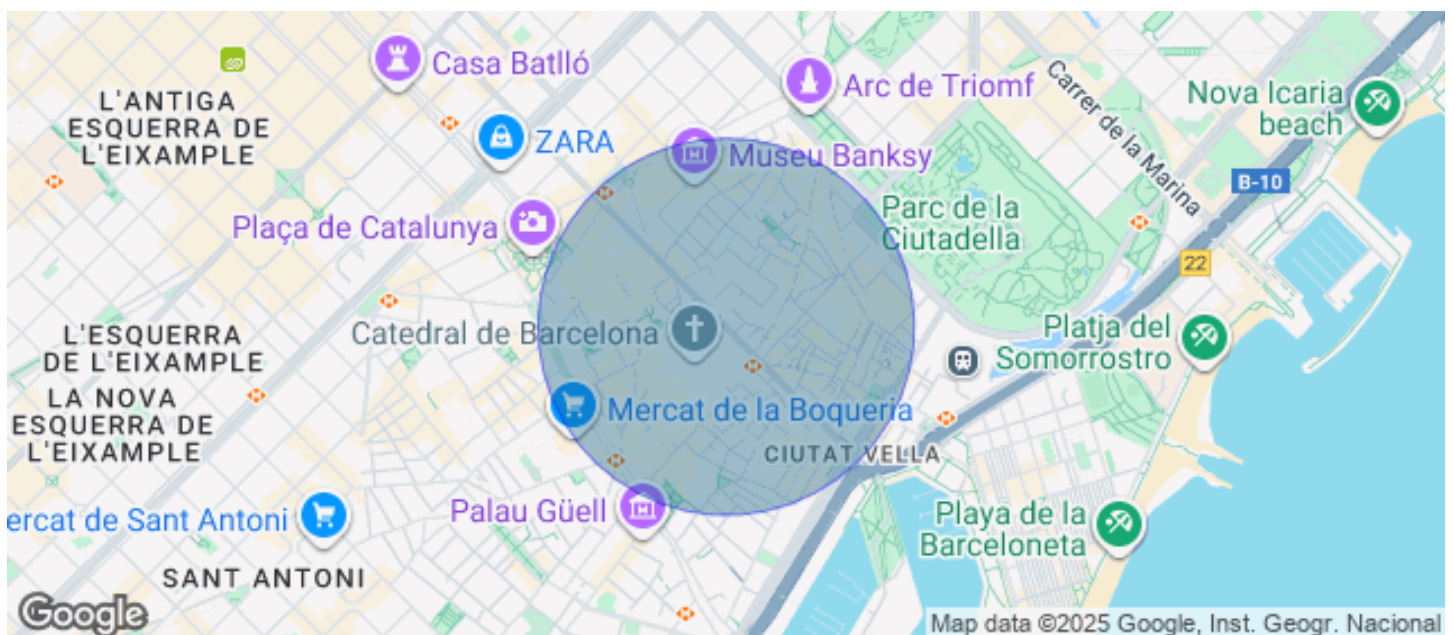 Casa Batlló
Arc de Triomf
Carrer de la Marina
Nova Icaria
beach
L'ANTIGA
ESQUERRA DE
L'EIXAMPLE
ZARA
Museu Banksy
B-10
Plaça de Catalunya
Parc de la
Ciutadella
22
L'ESQUERRA
DE L'EIXAMPLE
Catedral de Barcelona
Platja del
Somorrostro
LA NOVA
ESQUERRA DE
L'EIXAMPLE
Mercat de la Boqueria
CIUTAT VELLA
ercat de Sant Antoni
Palau Güell
Playa de la
Barceloneta
SANT ANTONI
Google
Map data ©2025 Google, Inst. Geogr. Nacional